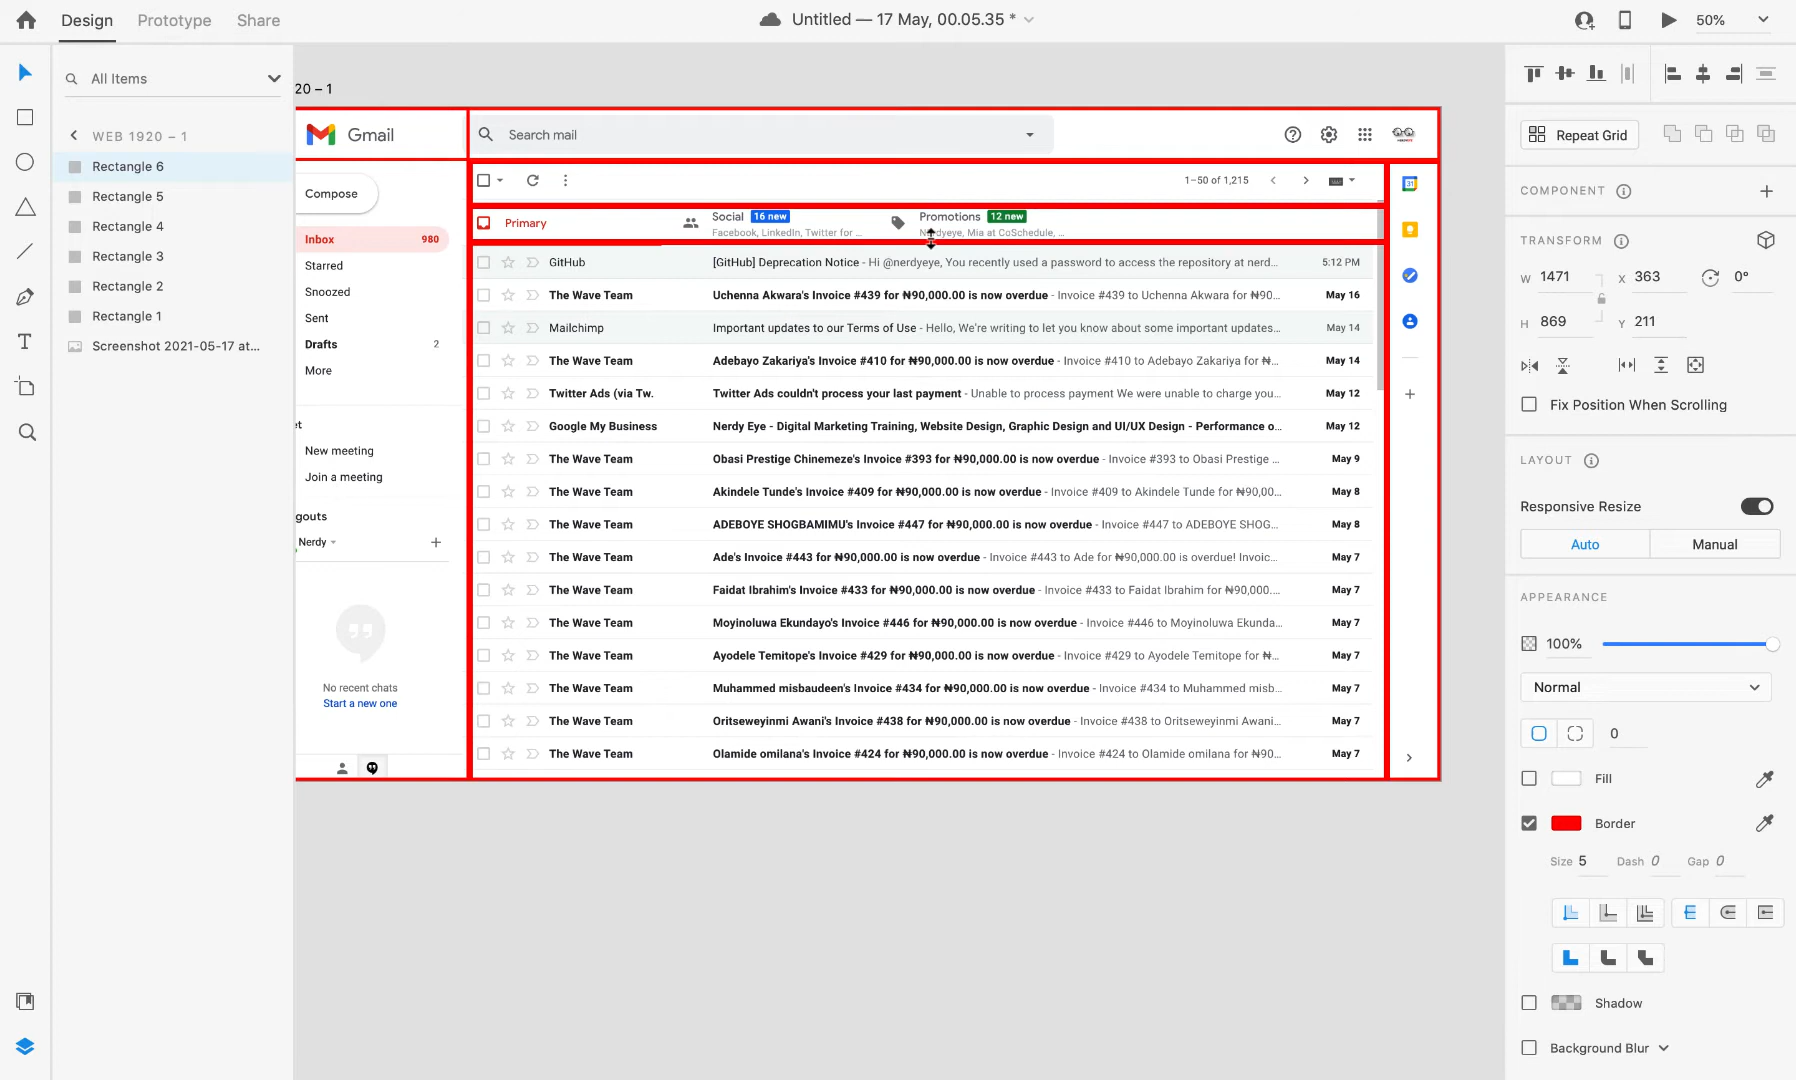 Design Prototype Share
Untitled — 17 May, 00.05.35 *
50%
All Items
WEB 1920 – 1
Rectangle 6
Rectangle 5
Rectangle 4
Rectangle 3
Rectangle 2
Rectangle 1
Screenshot 2021-05-17 at...
20 – 1
Gmail
Search mail
Compose
Inbox 980
Starred
Snoozed
Sent
Drafts 2
More
et
New meeting
Join a meeting
gouts
Nerdy
No recent chats
Start a new one
1–50 of 1,215
Primary
Social 16 new
Facebook, LinkedIn, Twitter for ...
Promotions 12 new
Nerdyeye, Mia at CoSchedule, ...
31
GitHub [GitHub] Deprecation Notice - Hi @nerdyeye, You recently used a password to access the repository at nerd... 5:12 PM
The Wave Team Uchenna Akwara's Invoice #439 for ₦90,000.00 is now overdue - Invoice #439 to Uchenna Akwara for ₦90... May 16
Mailchimp Important updates to our Terms of Use - Hello, We're writing to let you know about some important updates... May 14
The Wave Team Adebayo Zakariya's Invoice #410 for ₦90,000.00 is now overdue - Invoice #410 to Adebayo Zakariya for ₦... May 14
Twitter Ads (via Tw. Twitter Ads couldn't process your last payment - Unable to process payment We were unable to charge you... May 12
Google My Business Nerdy Eye - Digital Marketing Training, Website Design, Graphic Design and UI/UX Design - Performance o... May 12
The Wave Team Obasi Prestige Chinemeze's Invoice #393 for ₦90,000.00 is now overdue - Invoice #393 to Obasi Prestige ... May 9
The Wave Team Akindele Tunde's Invoice #409 for ₦90,000.00 is now overdue - Invoice #409 to Akindele Tunde for ₦90,00... May 8
The Wave Team ADEBOYE SHOGBAMIMU's Invoice #447 for ₦90,000.00 is now overdue - Invoice #447 to ADEBOYE SHOG... May 8
The Wave Team Ade's Invoice #443 for ₦90,000.00 is now overdue - Invoice #443 to Ade for ₦90,000.00 is overdue! Invoic... May 7
The Wave Team Faidat Ibrahim's Invoice #433 for ₦90,000.00 is now overdue - Invoice #433 to Faidat Ibrahim for ₦90,000.... May 7
The Wave Team Moyinoluwa Ekundayo's Invoice #446 for ₦90,000.00 is now overdue - Invoice #446 to Moyinoluwa Ekunda... May 7
The Wave Team Ayodele Temitope's Invoice #429 for ₦90,000.00 is now overdue - Invoice #429 to Ayodele Temitope for ₦... May 7
The Wave Team Muhammed misbaudeen's Invoice #434 for ₦90,000.00 is now overdue - Invoice #434 to Muhammed misb... May 7
The Wave Team Oritseweyinmi Awani's Invoice #438 for ₦90,000.00 is now overdue - Invoice #438 to Oritseweyinmi Awani... May 7
The Wave Team Olamide omilana's Invoice #424 for ₦90,000.00 is now overdue - Invoice #424 to Olamide omilana for ₦90... May 7
Repeat Grid
COMPONENT
TRANSFORM
W 1471 X 363 0°
H 869 Y 211
Fix Position When Scrolling
LAYOUT
Responsive Resize
Auto Manual
APPEARANCE
100%
Normal
0
Fill
Border
Size 5 Dash 0 Gap 0
Shadow
Background Blur